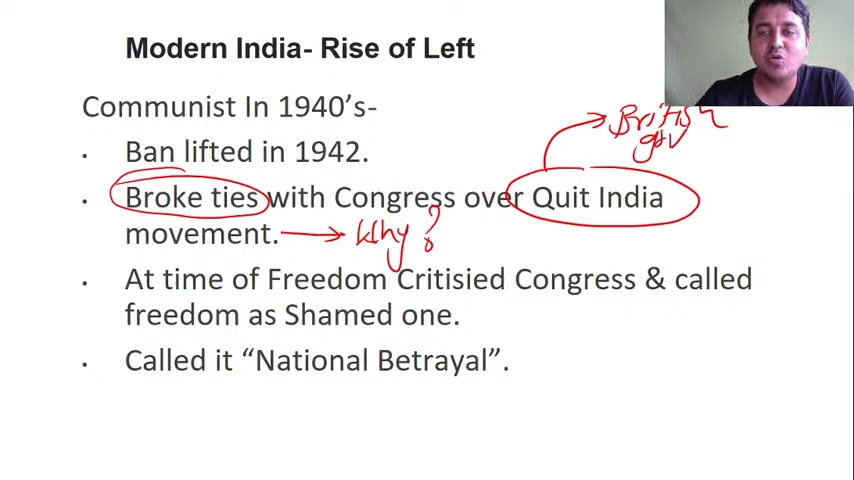 Modern India- Rise of Left
Communist In 1940's-
British
gov
• Ban lifted in 1942.
• Broke ties with Congress over Quit India
movement. Why?
• At time of Freedom Critisied Congress & called
freedom as Shamed one.
• Called it “National Betrayal”.